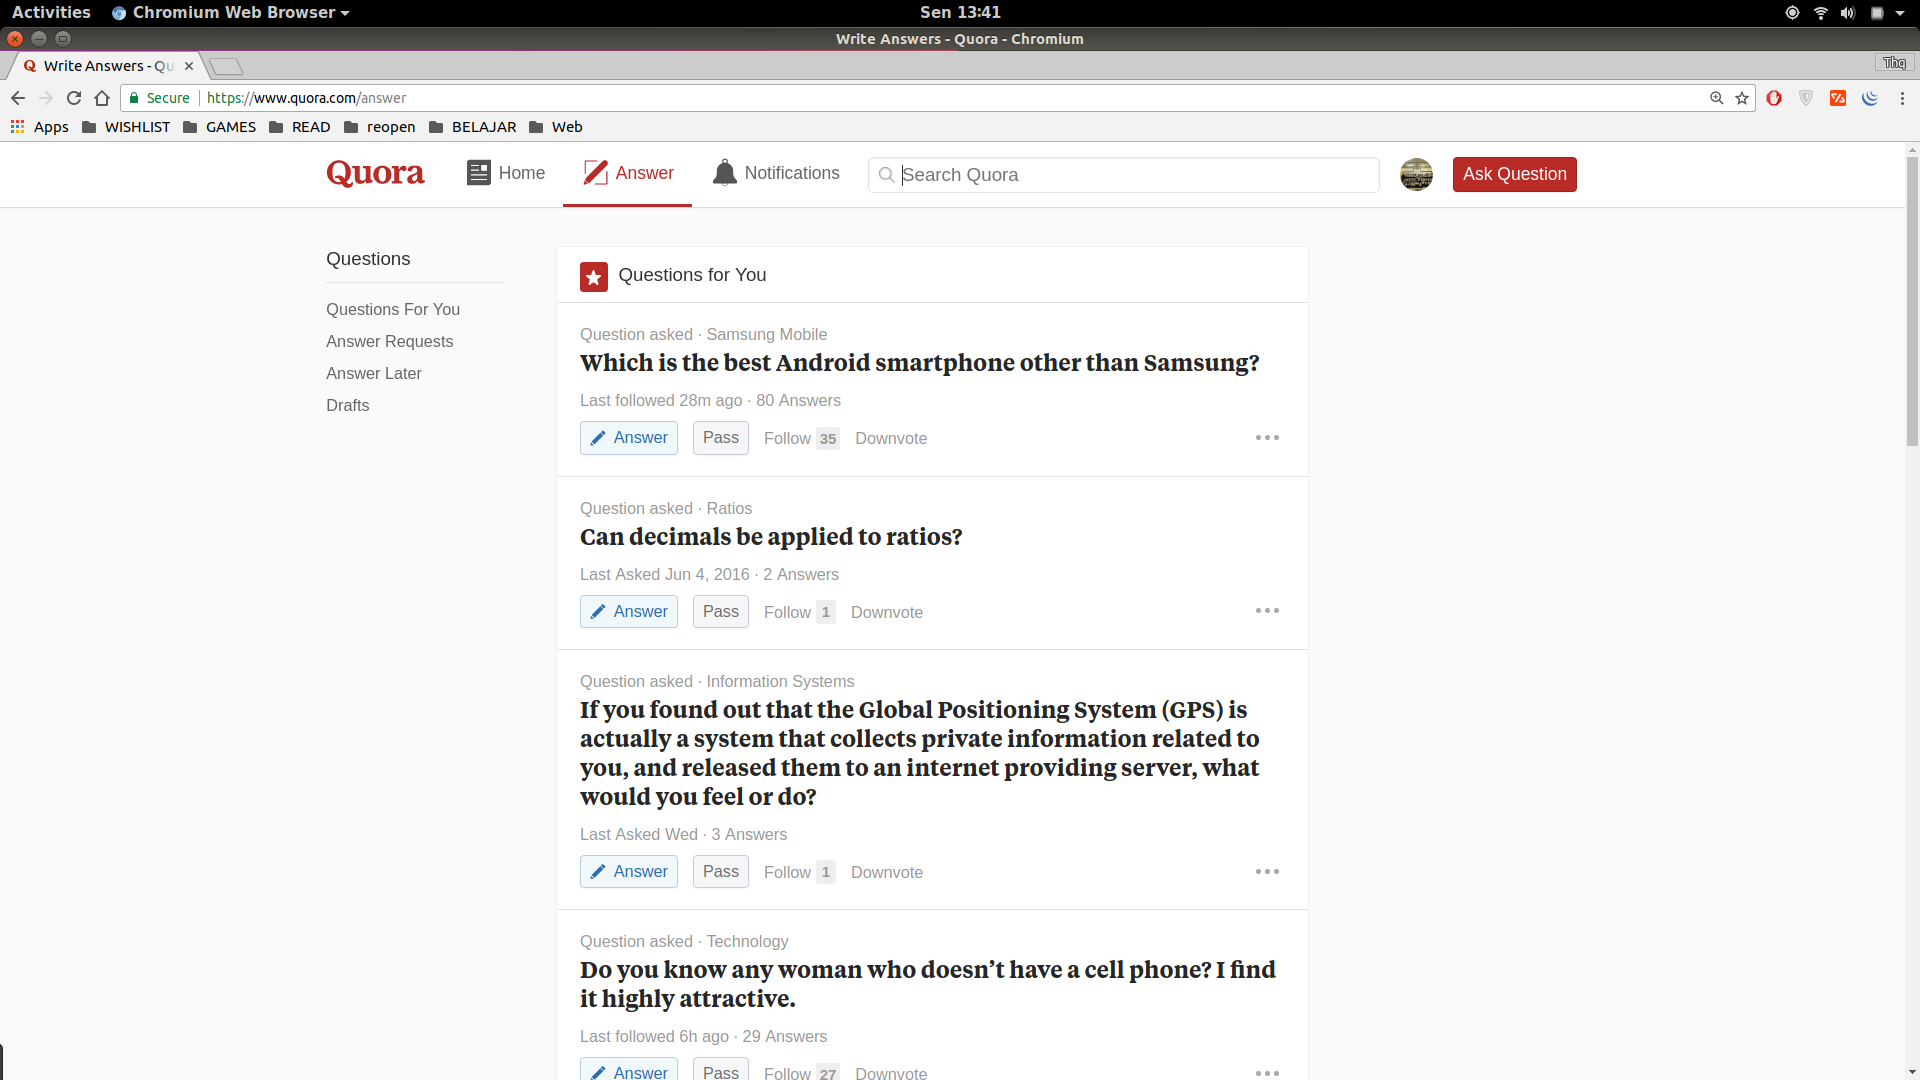 Activities
Chromium Web Browser
Sen 13:41
Write Answers - Quora - Chromium
Write Answers - Qu
Thq
Secure
https://www.quora.com/answer
Apps
WISHLIST
GAMES
READ
reopen
BELAJAR
Web
Quora
Home
Answer
Notifications
Search Quora
Ask Question
Questions
Questions For You
Answer Requests
Answer Later
Drafts
Questions for You
Question asked · Samsung Mobile
Which is the best Android smartphone other than Samsung?
Last followed 28m ago · 80 Answers
Answer Pass Follow 35 Downvote
Question asked · Ratios
Can decimals be applied to ratios?
Last Asked Jun 4, 2016 · 2 Answers
Answer Pass Follow 1 Downvote
Question asked · Information Systems
If you found out that the Global Positioning System (GPS) is
actually a system that collects private information related to
you, and released them to an internet providing server, what
would you feel or do?
Last Asked Wed · 3 Answers
Answer Pass Follow 1 Downvote
Question asked · Technology
Do you know any woman who doesn’t have a cell phone? I find
it highly attractive.
Last followed 6h ago · 29 Answers
Answer Pass Follow 27 Downvote